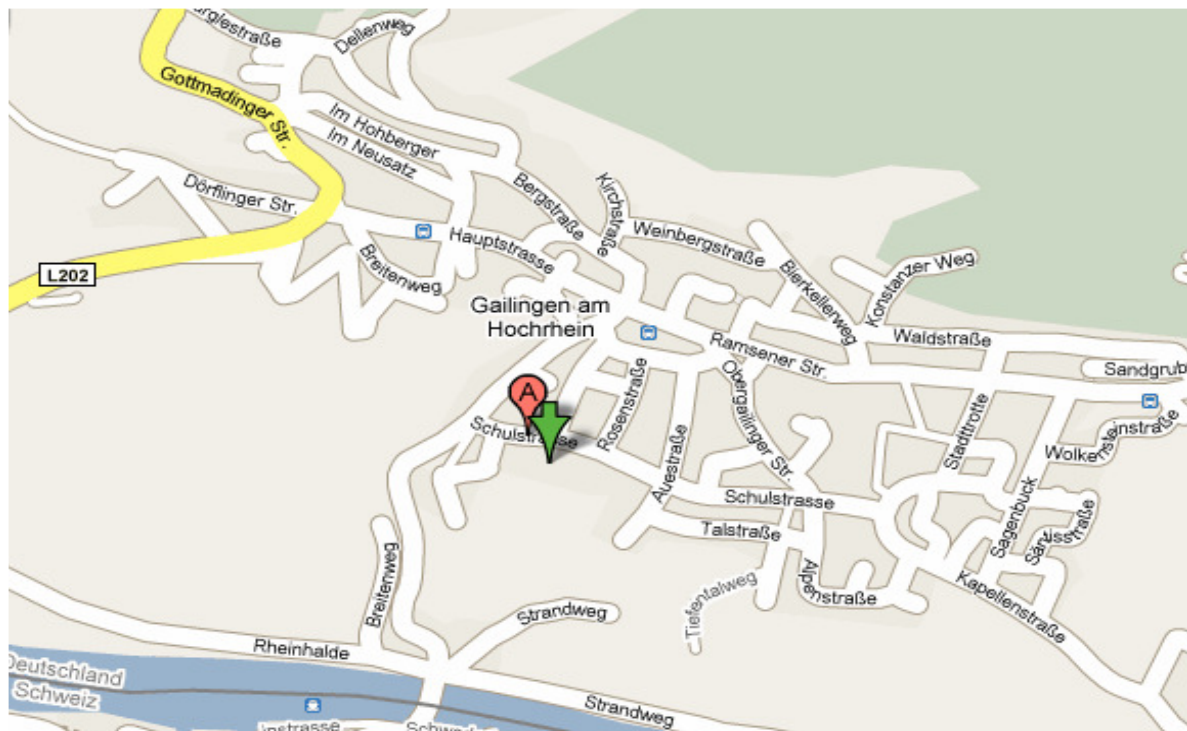 Dellenweg
Gottmadinger Str.
Im Hohberger
Im Neusatz
Dörflinger Str.
Bergstraße
Kirchstraße
Weinbergstraße
Hauptstrasse
Breitenweg
L202
Bierkellerweg
Konstanzer Weg
Gailingen am
Hochrhein
Ramsener Str.
Waldstraße
Sandgrub
A
Schulstrasse
Rosenstraße
Obergailinger Str.
Auestraße
Stadttrotte
Wolkensteinstraße
Schulstrasse
Talstraße
Sagenbuck
Säntisstraße
Breitenweg
Tiefentalweg
Alpenstraße
Kapellenstraße
Strandweg
Rheinhalde
Deutschland
Schweiz
Strandweg